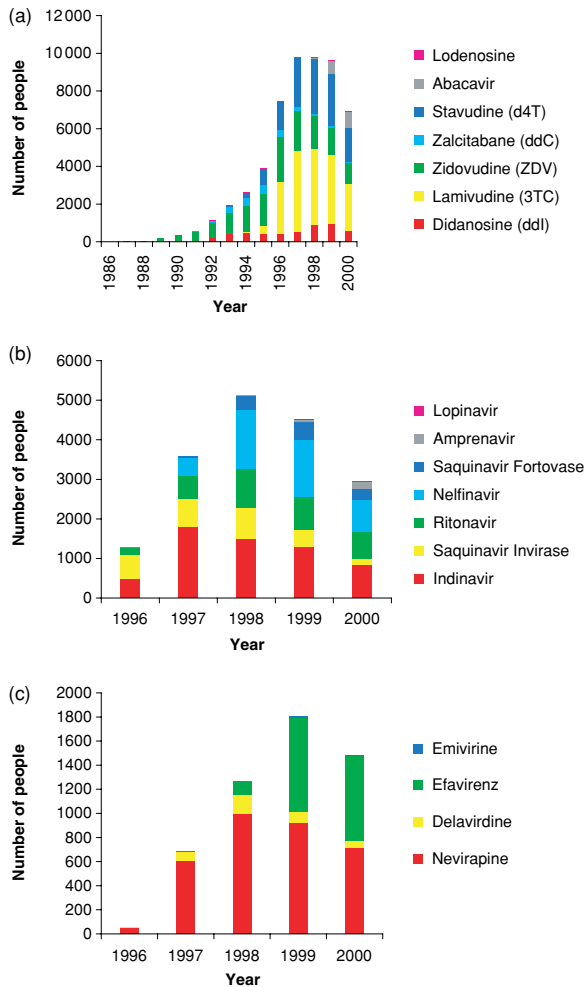 (a)
12 000
10 000
8000
6000
4000
2000
0
Number of people
1986
1988
1990
1992
1994
1996
1998
2000
Year
Lodenosine
Abacavir
Stavudine (d4T)
Zalcitabane (ddC)
Zidovudine (ZDV)
Lamivudine (3TC)
Didanosine (ddI)
(b)
6000
5000
4000
3000
2000
1000
0
Number of people
1996 1997 1998 1999 2000
Year
Lopinavir
Amprenavir
Saquinavir Fortovase
Nelfinavir
Ritonavir
Saquinavir Invirase
Indinavir
(c)
2000
1800
1600
1400
1200
1000
800
600
400
200
0
Number of people
1996 1997 1998 1999 2000
Year
Emivirine
Efavirenz
Delavirdine
Nevirapine